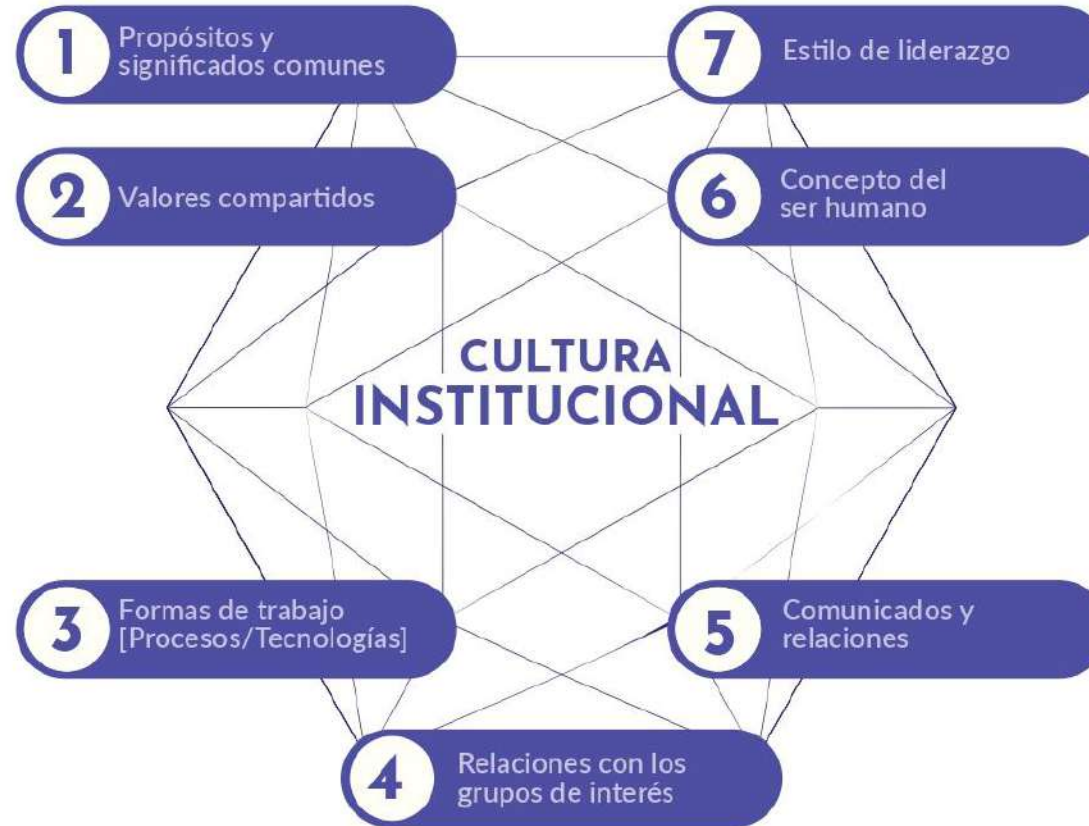 1
Propósitos y
significados comunes
2
Valores compartidos
3
Formas de trabajo
[Procesos/Tecnologías]
4
Relaciones con los
grupos de interés
5
Comunicados y
relaciones
6
Concepto del
ser humano
7
Estilo de liderazgo
CULTURA
INSTITUCIONAL